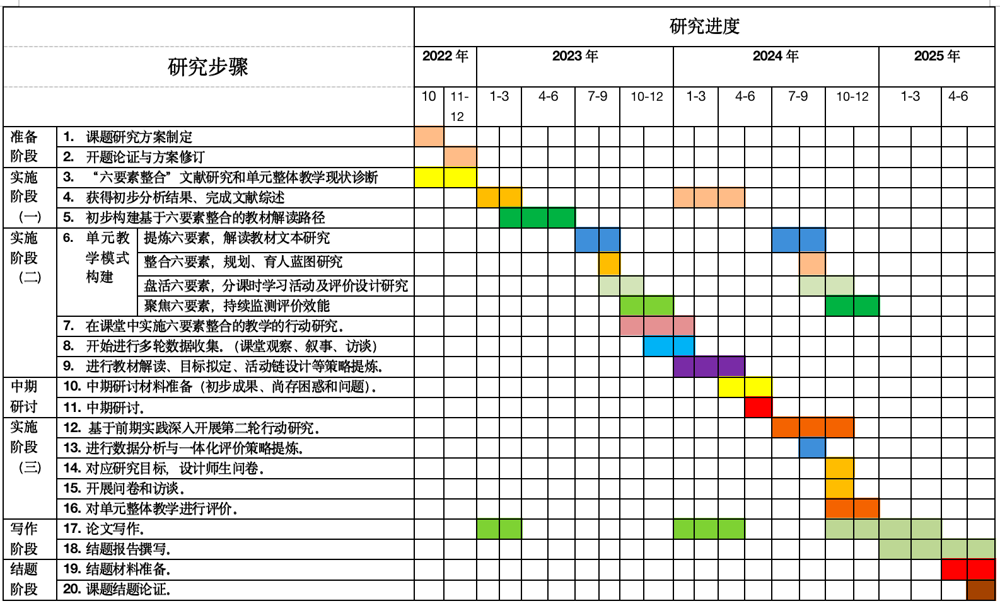 研究进度
研究步骤
2022 年 2023 年 2024 年 2025 年
10 11-12 1-3 4-6 7-9 10-12 1-3 4-6 7-9 10-12 1-3 4-6
准备阶段
1. 课题研究方案制定
2. 开题论证与方案修订
实施阶段（一）
3. “六要素整合”文献研究和单元整体教学现状诊断
4. 获得初步分析结果、完成文献综述
5. 初步构建基于六要素整合的教材解读路径
实施阶段（二）
6. 单元教学模式构建
提炼六要素，解读教材文本研究
整合六要素，规划、育人蓝图研究
盘活六要素，分课时学习活动及评价设计研究
聚焦六要素，持续监测评价效能
7. 在课堂中实施六要素整合的教学的行动研究。
8. 开始进行多轮数据收集。（课堂观察、叙事、访谈）
9. 进行教材解读、目标拟定、活动链设计等策略提炼。
中期研讨
10. 中期研讨材料准备（初步成果、尚存困惑和问题）。
11. 中期研讨。
实施阶段（三）
12. 基于前期实践深入开展第二轮行动研究。
13. 进行数据分析与一体化评价策略提炼。
14. 对应研究目标，设计师生问卷。
15. 开展问卷和访谈。
16. 对单元整体教学进行评价。
写作阶段
17. 论文写作。
18. 结题报告撰写。
结题阶段
19. 结题材料准备。
20. 课题结题论证。